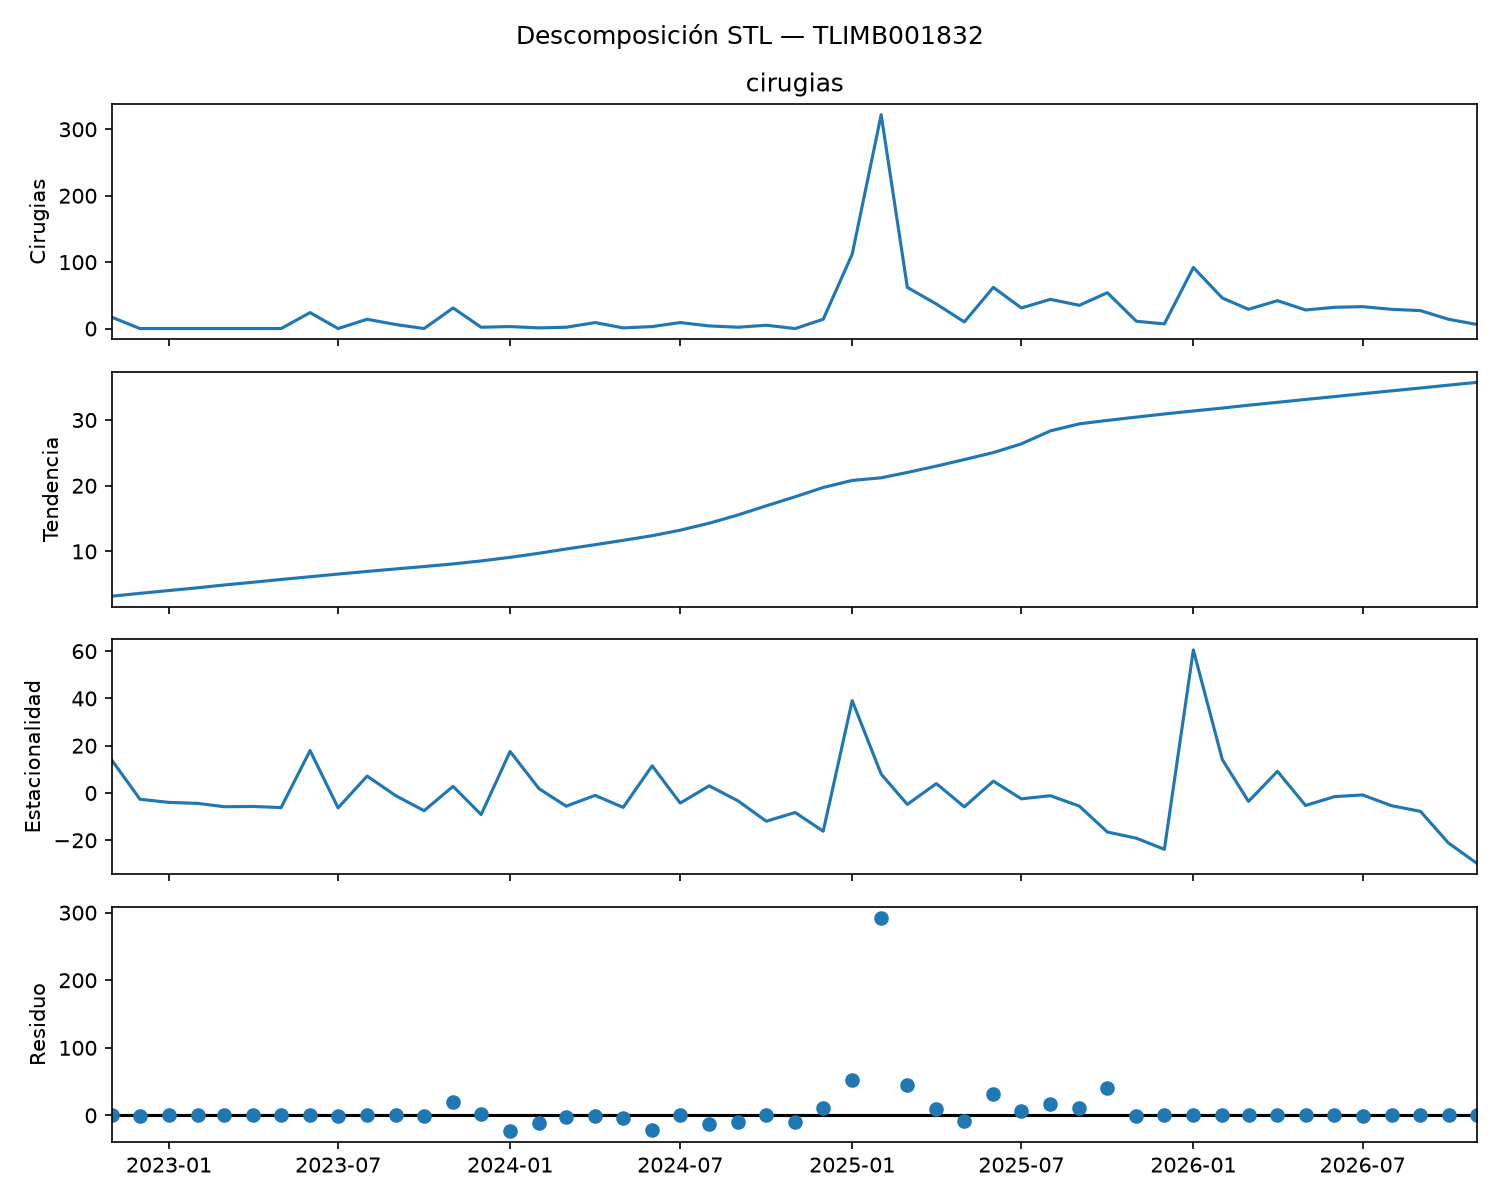 Descomposición STL — TLIMB001832
cirugias
Cirugias
300
200
100
0
Tendencia
30
20
10
Estacionalidad
60
40
20
0
−20
Residuo
300
200
100
0
2023-01 2023-07 2024-01 2024-07 2025-01 2025-07 2026-01 2026-07